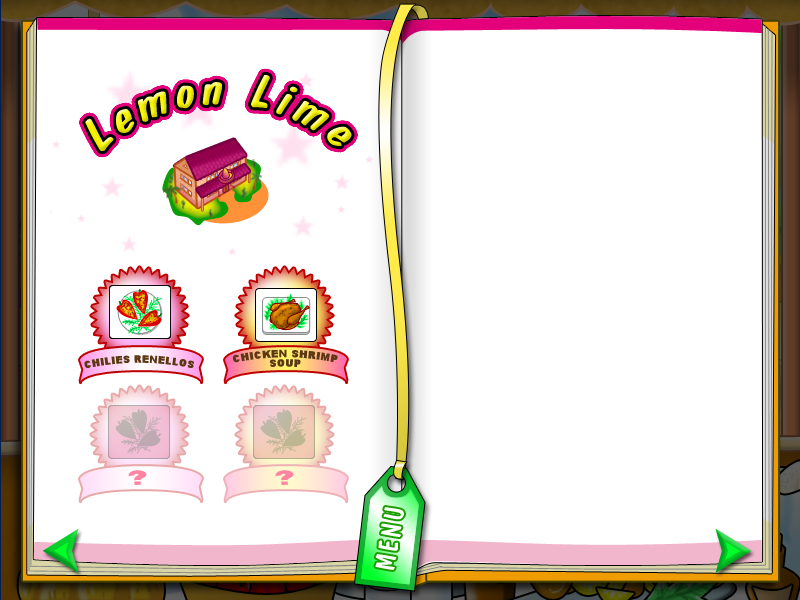 Lemon Lime
CHILIES RENELLOS
CHICKEN SHRIMP
SOUP
?
?
MENU